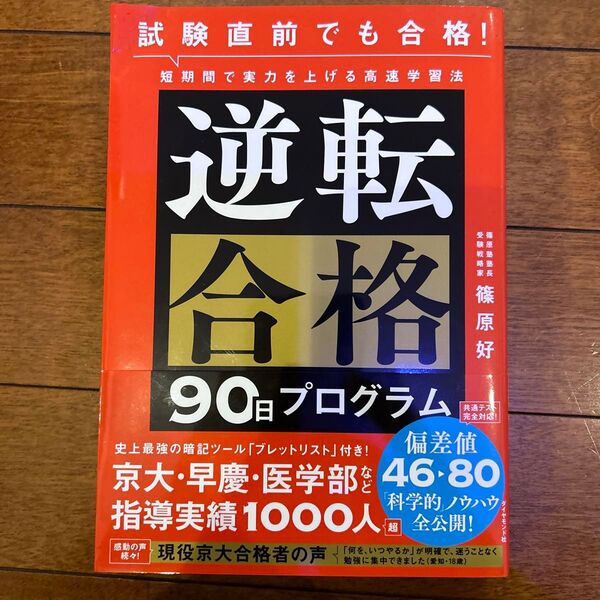 試験直前でも合格!
短期間で実力を上げる高速学習法
逆転
合格
90日プログラム
篠原塾塾長
受験戦略家
篠原好
共通テスト
完全対応!
史上最強の暗記ツール「ブレットリスト」付き!
京大・早慶・医学部など
指導実績1000人超
偏差値
46▶80
「科学的」ノウハウ
全公開!
ダイヤモンド社
感動の声
続々!
現役京大合格者の声
「何を、いつやるか」が明確で、迷うことなく
勉強に集中できました(愛知・18歳)